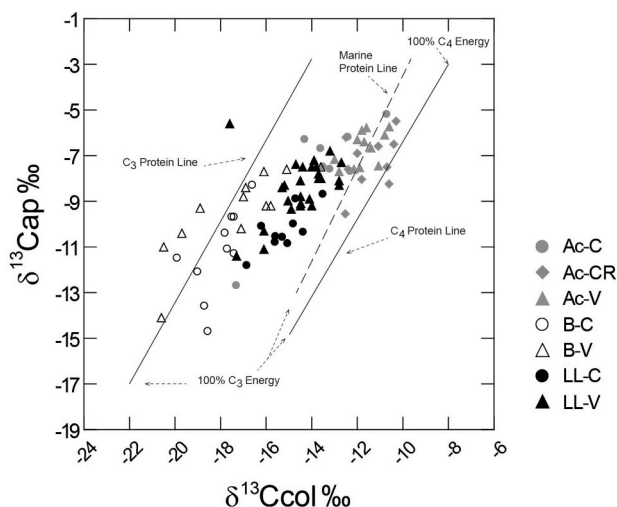 100% C4 Energy
Marine
Protein Line
C3 Protein Line
C4 Protein Line
100% C3 Energy
-1
-3
-5
-7
-9
-11
-13
-15
-17
-19
δ13Cap ‰
-24
-22
-20
-18
-16
-14
-12
-10
-8
-6
δ13Ccol ‰
Ac-C
Ac-CR
Ac-V
B-C
B-V
LL-C
LL-V